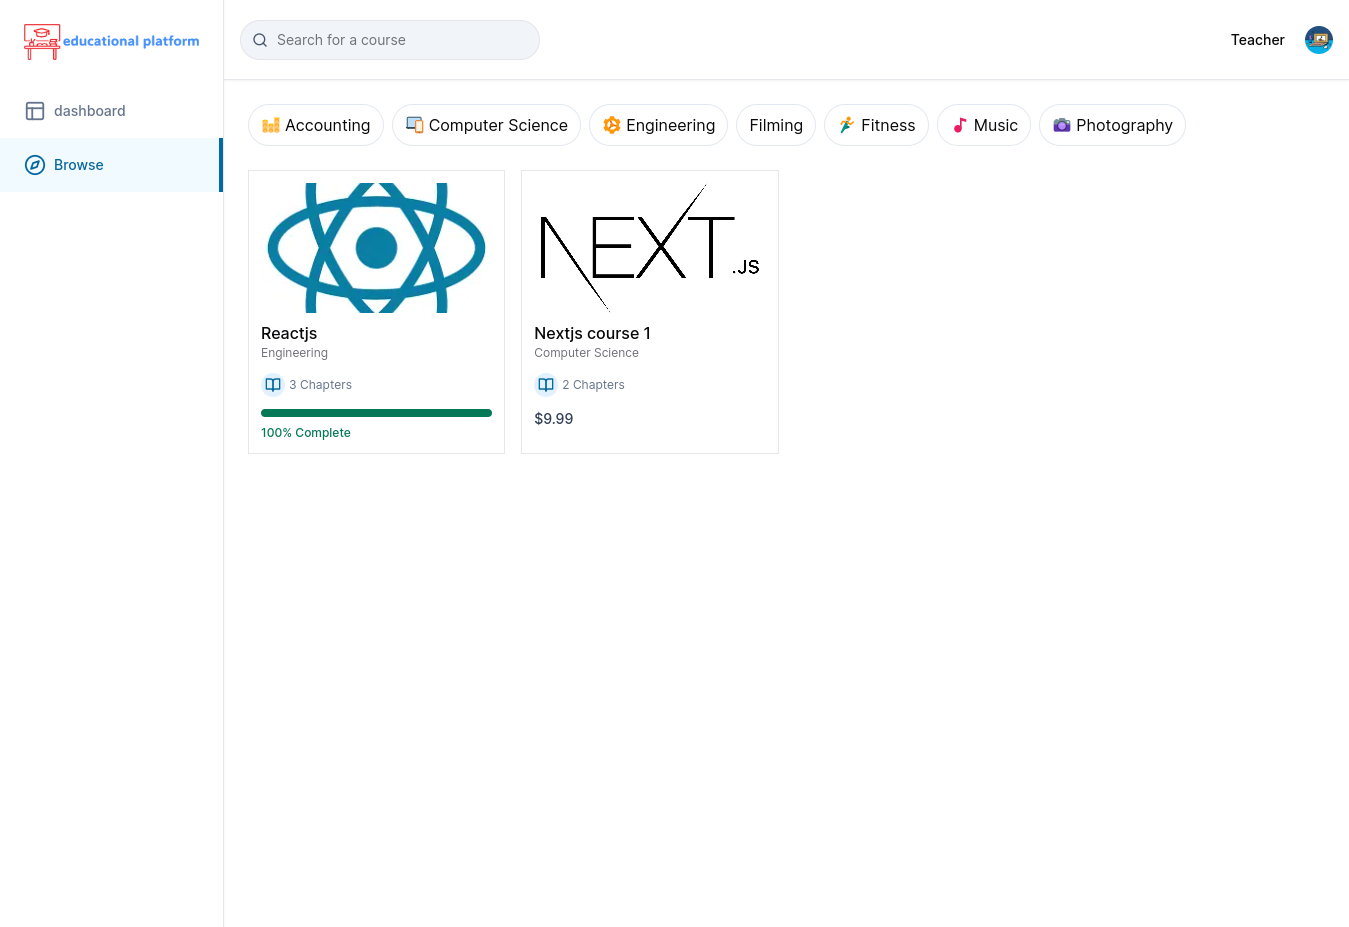 educational platform
Search for a course
Teacher
dashboard
Browse
Accounting
Computer Science
Engineering
Filming
Fitness
Music
Photography
NEXT.JS
Reactjs
Engineering
3 Chapters
100% Complete
Nextjs course 1
Computer Science
2 Chapters
$9.99